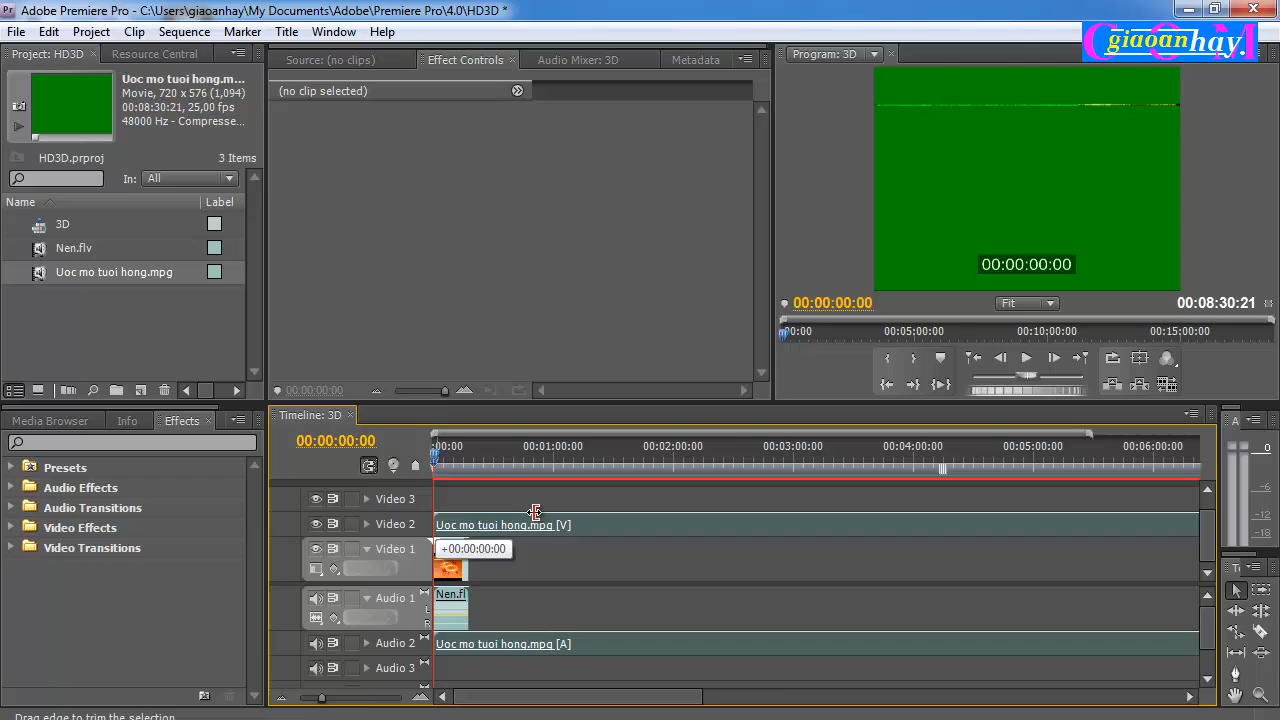 Adobe Premiere Pro - C:\Users\giaoanhay\My Documents\Adobe\Premiere Pro\4.0\HD3D *
File Edit Project Clip Sequence Marker Title Window Help
giaoanhay.
COM
Project: HD3D
Resource Central
Uoc mo tuoi hong.m...
Movie, 720 x 576 (1,094)
00:08:30:21, 25,00 fps
48000 Hz - Compresse...
HD3D.prproj
3 Items
In: All
Name
Label
3D
Nen.flv
Uoc mo tuoi hong.mpg
Source: (no clips)
Effect Controls
Audio Mixer: 3D
Metadata
(no clip selected)
00:00:00:00
Program: 3D
00:00:00:00
00:00:00:00
Fit
00:08:30:21
00:00
00:05:00:00
00:10:00:00
00:15:00:00
Media Browser
Info
Effects
Presets
Audio Effects
Audio Transitions
Video Effects
Video Transitions
Timeline: 3D
00:00:00:00
:00:00
00:01:00:00
00:02:00:00
00:03:00:00
00:04:00:00
00:05:00:00
00:06:00:00
Video 3
Video 2
Uoc mo tuoi hong.mpg [V]
Video 1
+00:00:00:00
Audio 1
L
R
Nen.fl
Audio 2
Uoc mo tuoi hong.mpg [A]
Audio 3
A
0
-6
-12
-18
T
Drag edge to trim the selection.